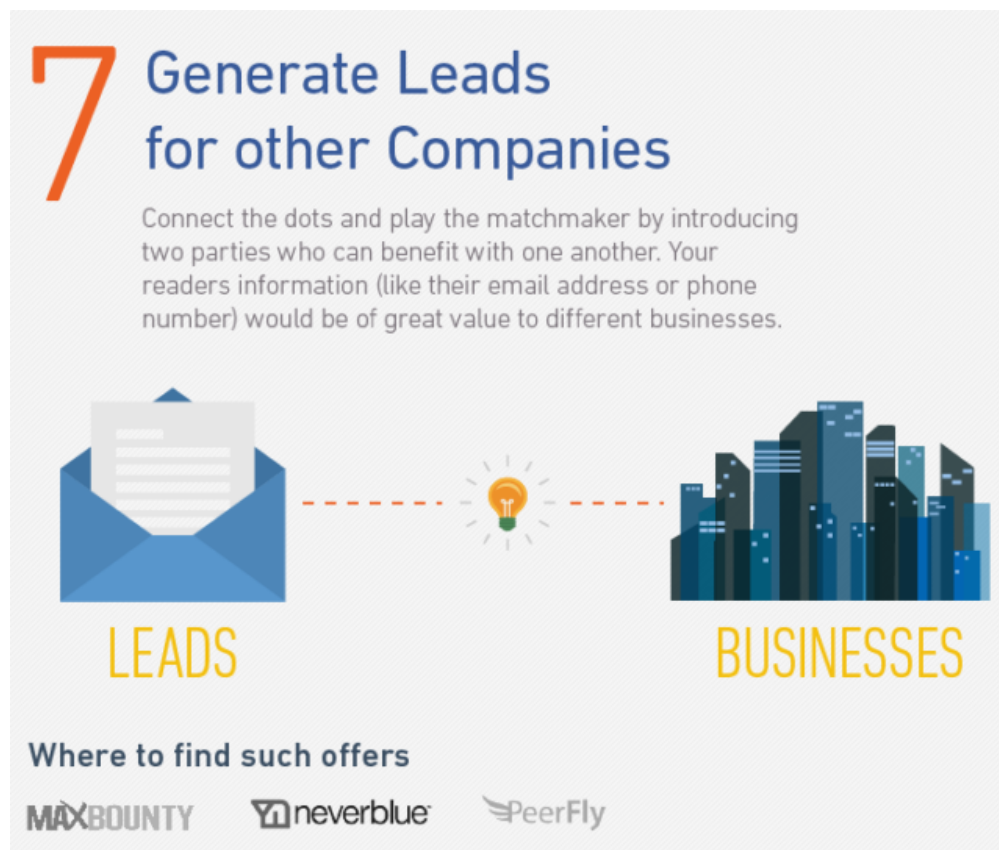 7
Generate Leads
for other Companies
Connect the dots and play the matchmaker by introducing
two parties who can benefit with one another. Your
readers information (like their email address or phone
number) would be of great value to different businesses.
LEADS
BUSINESSES
Where to find such offers
MAXBOUNTY
neverblue
PeerFly